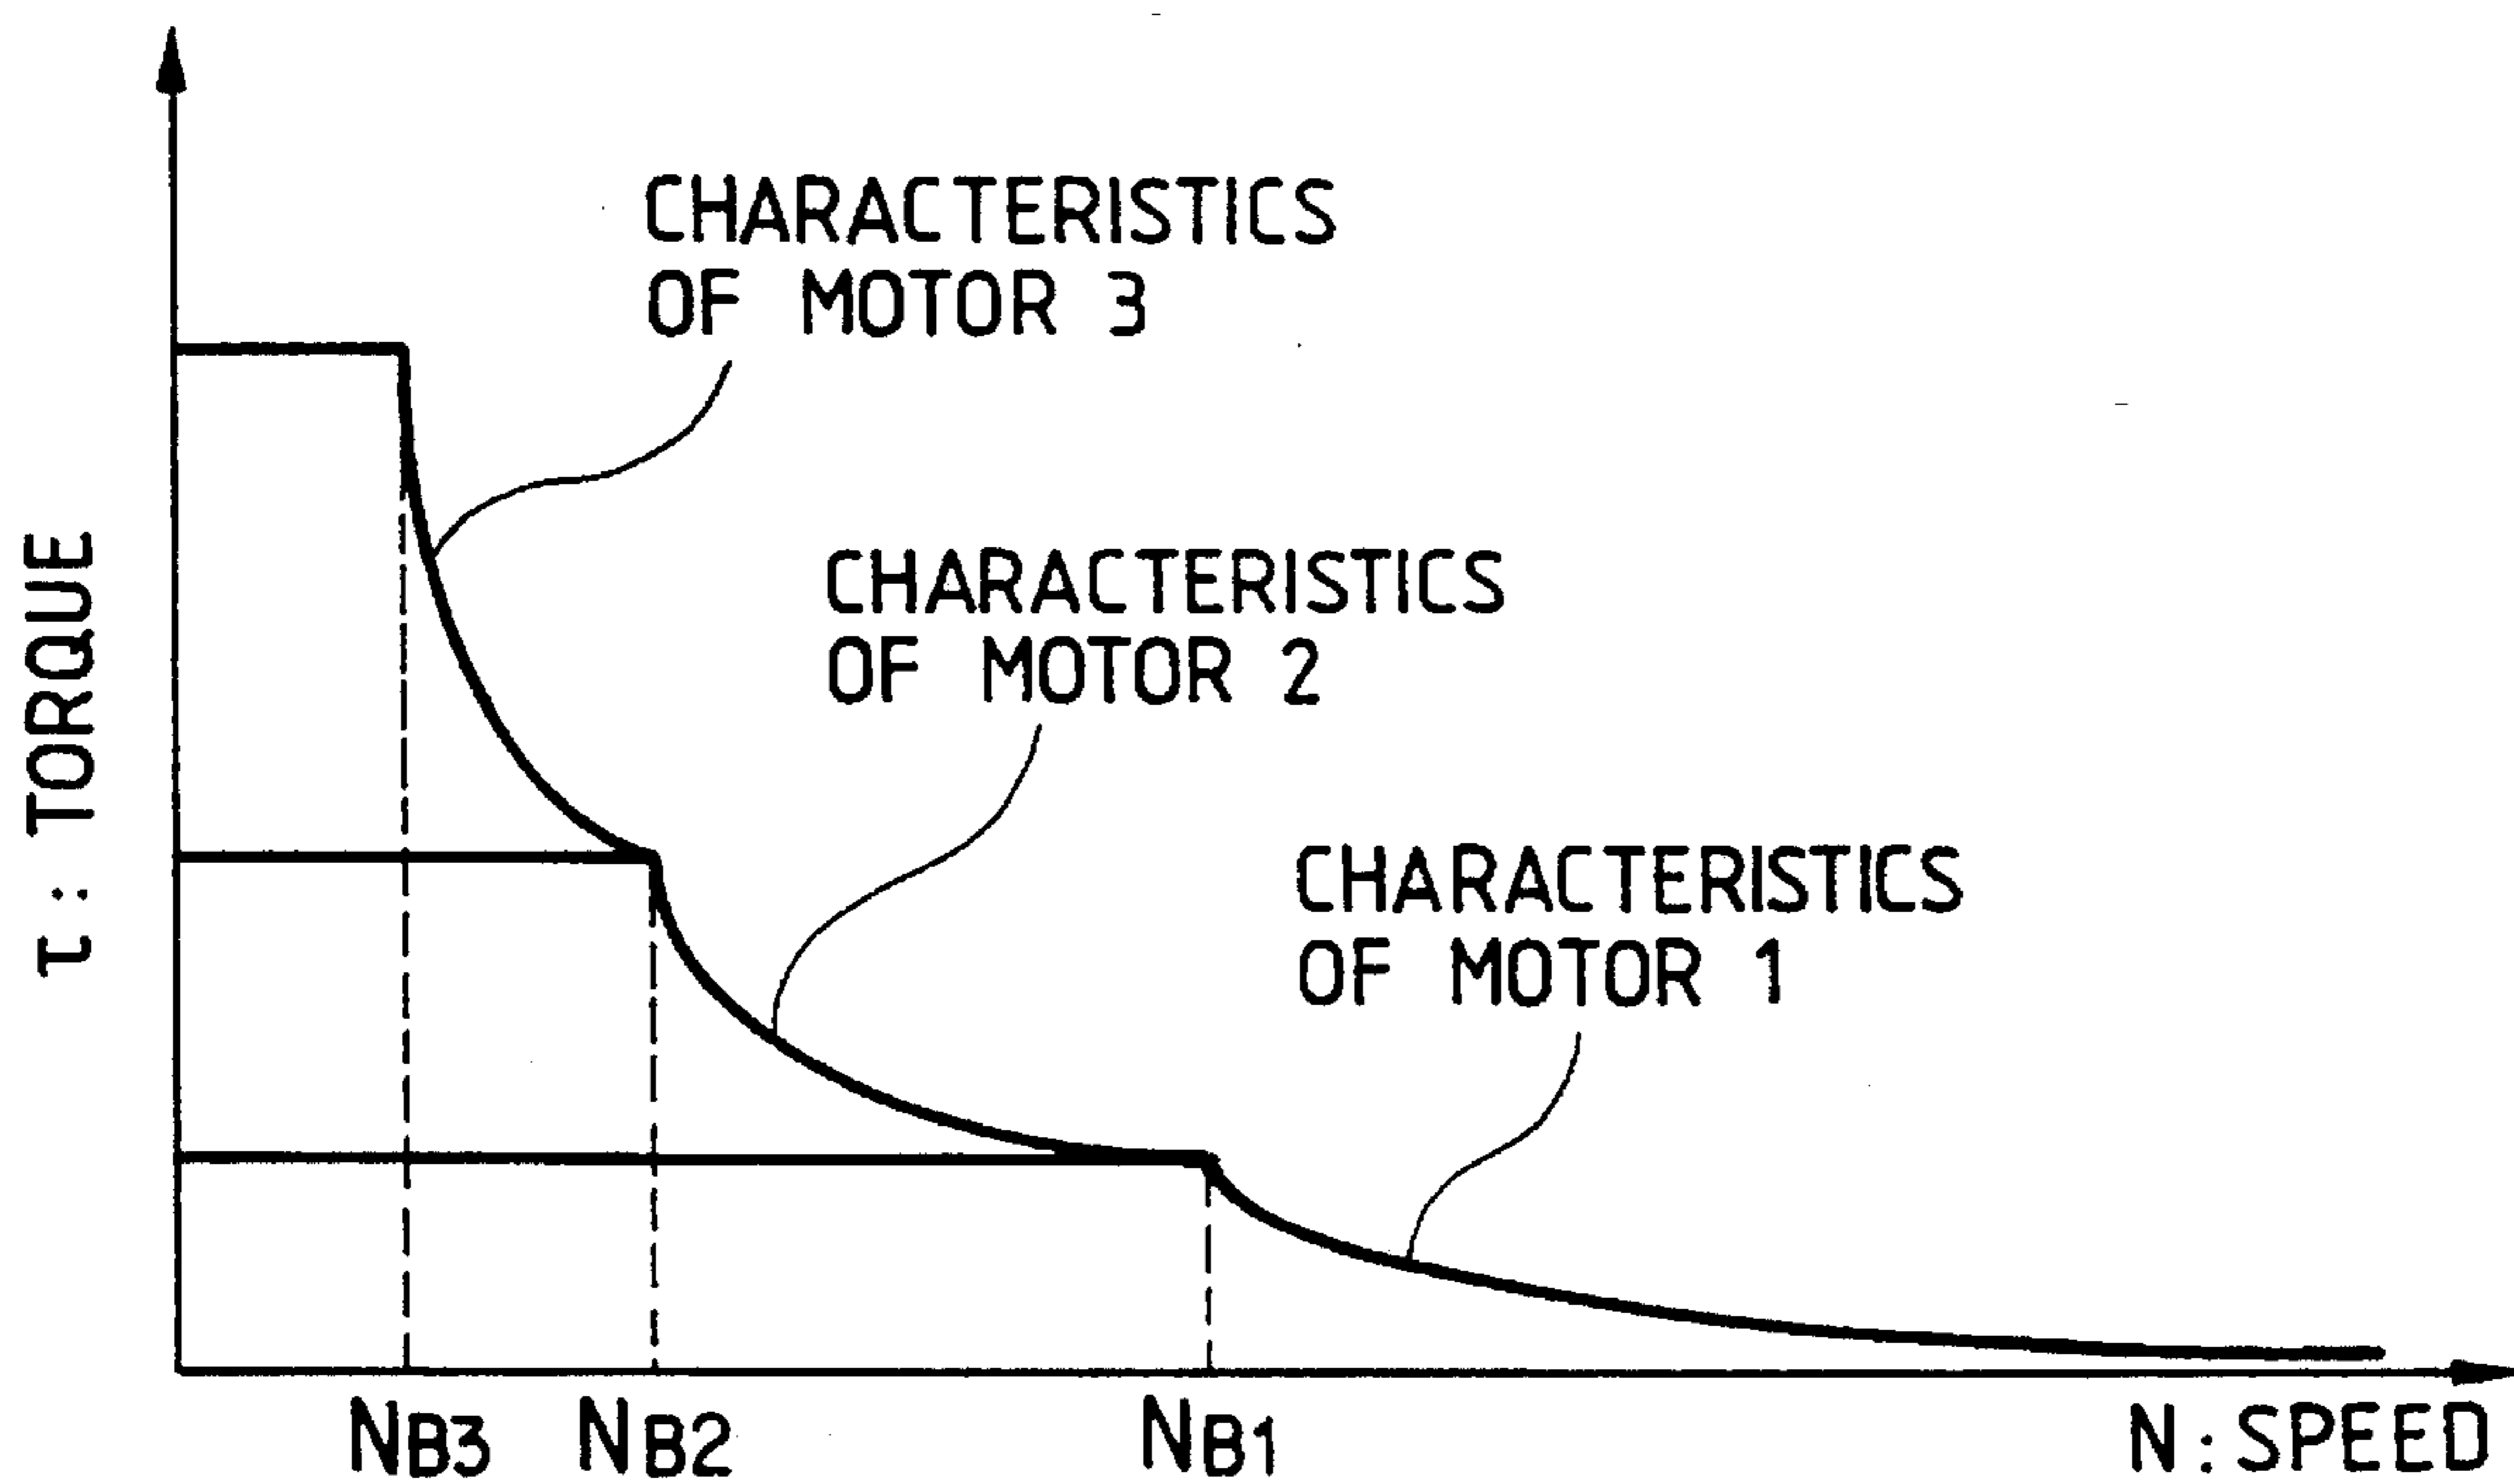 CHARACTERISTICS
OF MOTOR 3
CHARACTERISTICS
OF MOTOR 2
CHARACTERISTICS
OF MOTOR 1
τ: TORQUE
NB3
NB2
NB1
N:SPEED